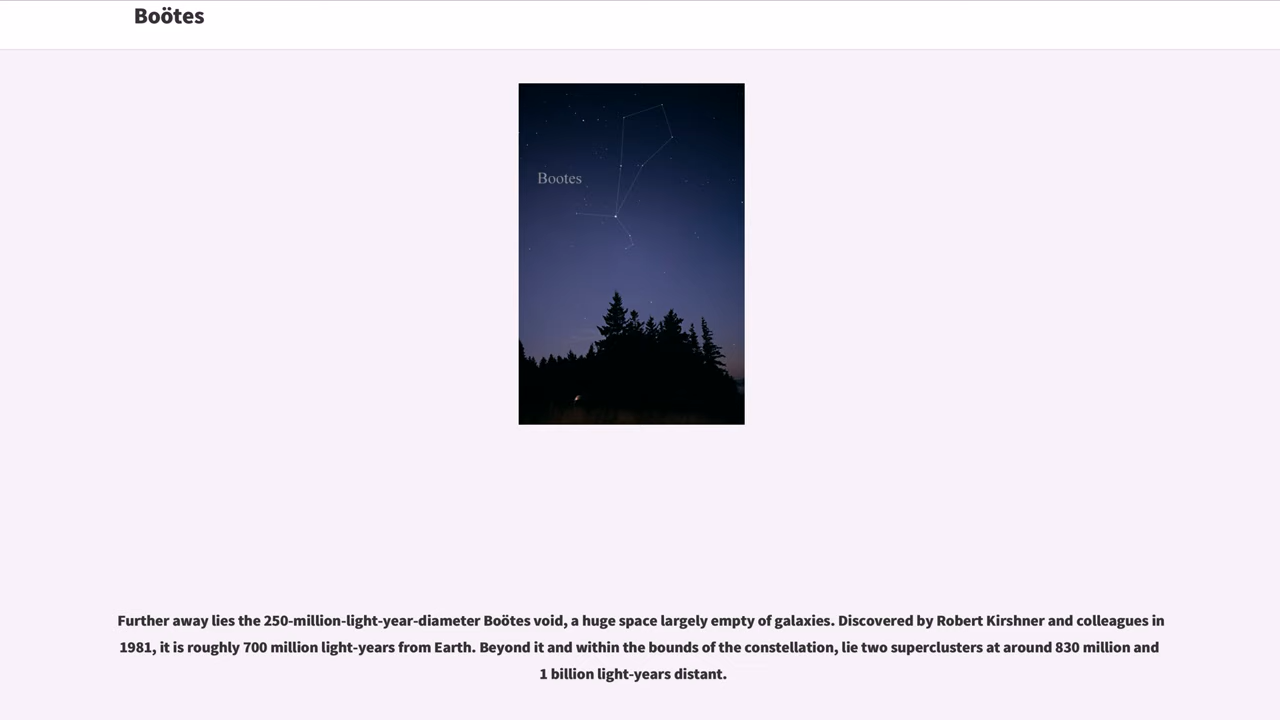 Boötes
Bootes
Further away lies the 250-million-light-year-diameter Boötes void, a huge space largely empty of galaxies. Discovered by Robert Kirshner and colleagues in
1981, it is roughly 700 million light-years from Earth. Beyond it and within the bounds of the constellation, lie two superclusters at around 830 million and
1 billion light-years distant.